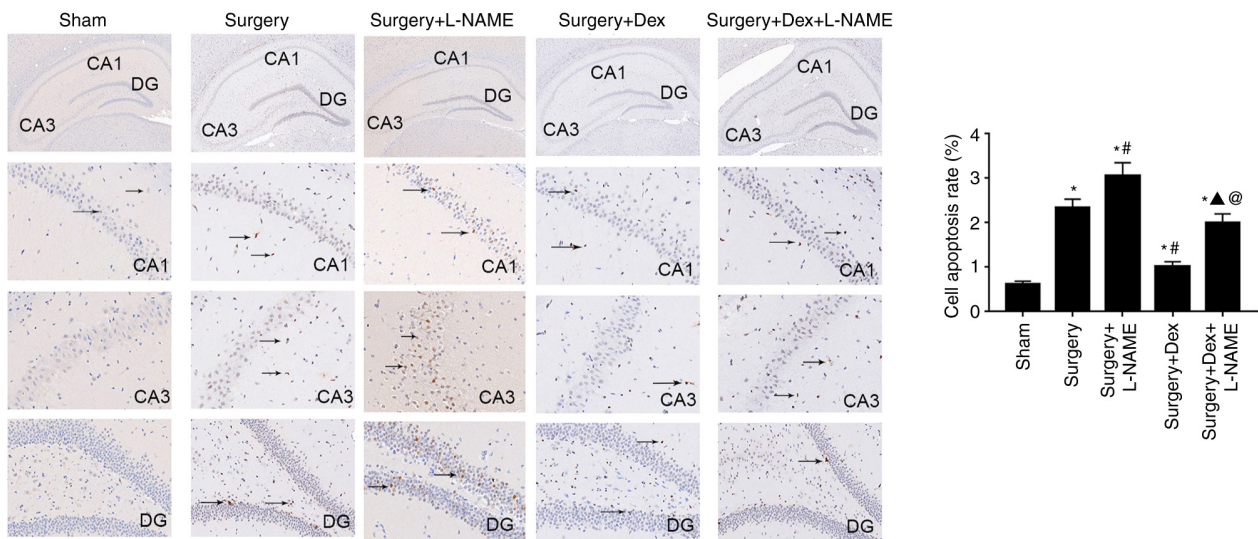 Sham Surgery Surgery+L-NAME Surgery+Dex Surgery+Dex+L-NAME
CA1 CA1 CA1 CA1 CA1
DG DG DG DG DG
CA3 CA3 CA3 CA3 CA3
CA1 CA1 CA1 CA1 CA1
CA3 CA3 CA3 CA3 CA3
DG DG DG DG DG
Cell apoptosis rate (%)
4
3
2
1
0
*
*#
*#
*▲@
Sham
Surgery
Surgery+
L-NAME
Surgery+Dex
Surgery+Dex+
L-NAME